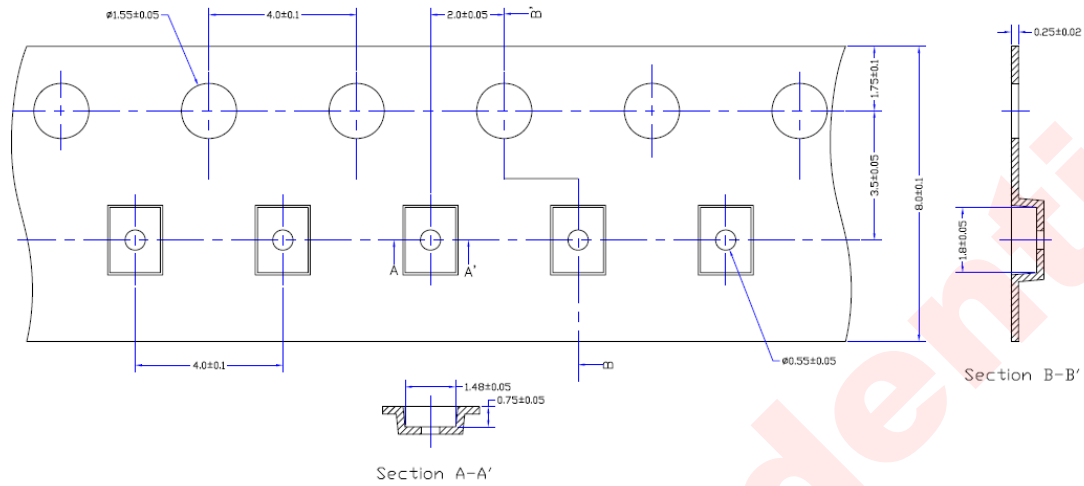 ø1.55±0.05
4.0±0.1
2.0±0.05
B'
0.25±0.02
1.75±0.1
3.5±0.05
8.0±0.1
1.8±0.05
A
A'
4.0±0.1
B
ø0.55±0.05
Section B-B'
1.48±0.05
0.75±0.05
Section A-A'
denti